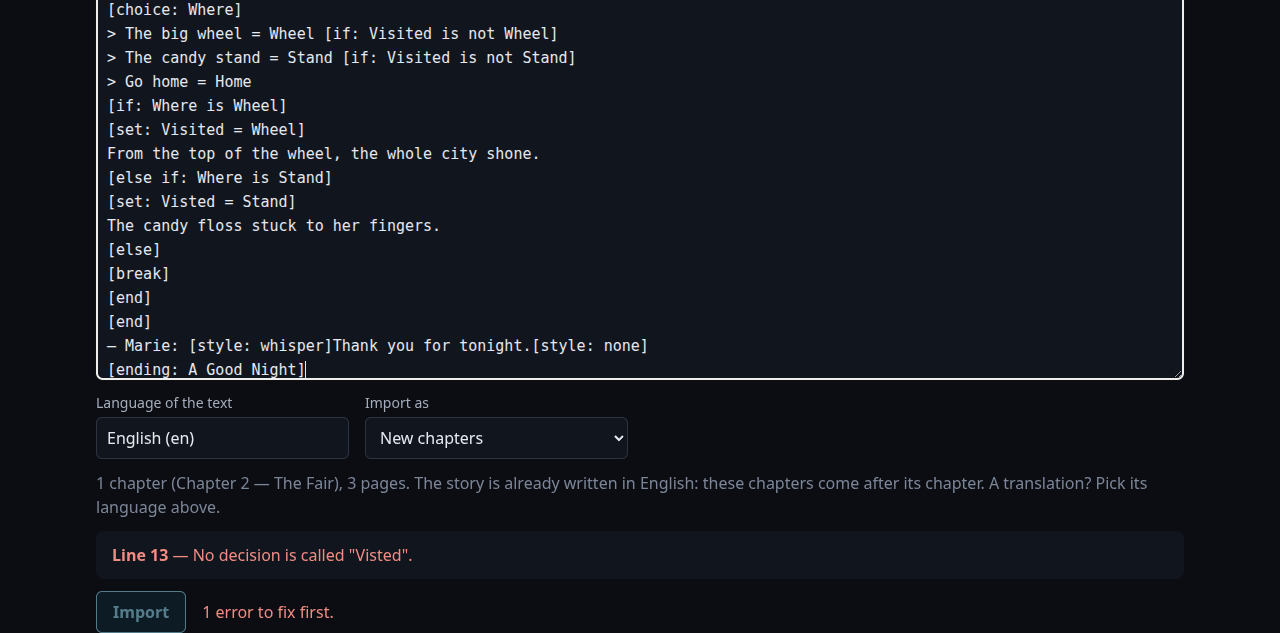 [choice: Where]
> The big wheel = Wheel [if: Visited is not Wheel]
> The candy stand = Stand [if: Visited is not Stand]
> Go home = Home
[if: Where is Wheel]
[set: Visited = Wheel]
From the top of the wheel, the whole city shone.
[else if: Where is Stand]
[set: Visted = Stand]
The candy floss stuck to her fingers.
[else]
[break]
[end]
[end]
— Marie: [style: whisper]Thank you for tonight.[style: none]
[ending: A Good Night]
Language of the text
Import as
English (en)
New chapters
1 chapter (Chapter 2 — The Fair), 3 pages. The story is already written in English: these chapters come after its chapter. A translation? Pick its
language above.
Line 13 — No decision is called "Visted".
Import
1 error to fix first.